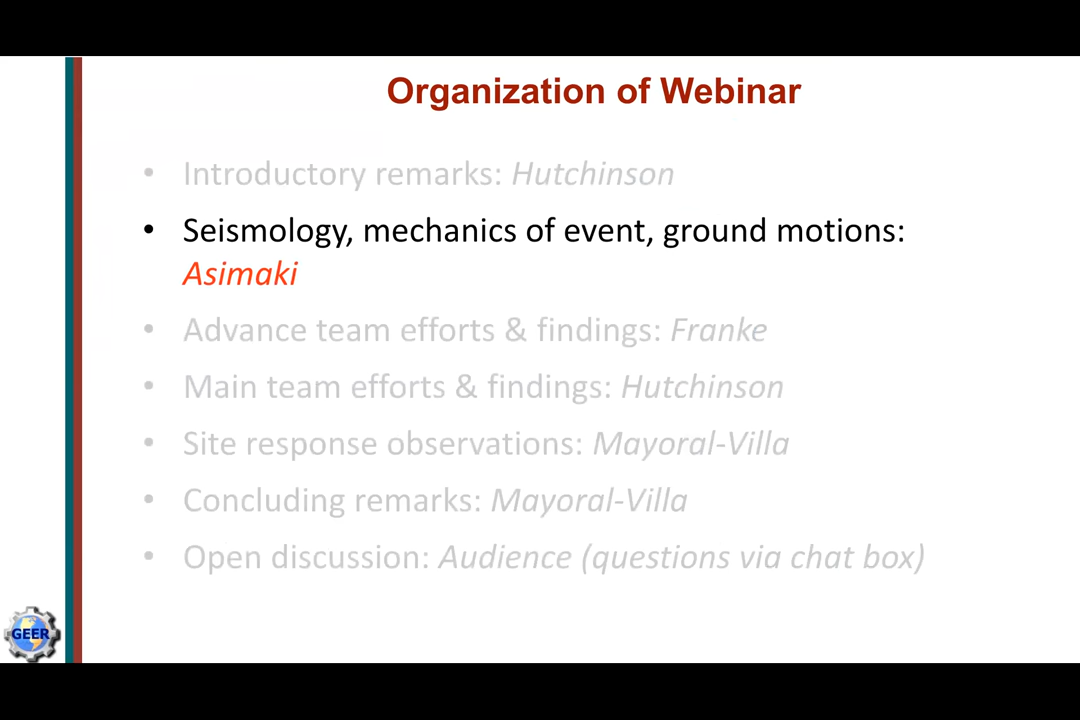 Organization of Webinar
• Introductory remarks: Hutchinson
• Seismology, mechanics of event, ground motions:
Asimaki
• Advance team efforts & findings: Franke
• Main team efforts & findings: Hutchinson
• Site response observations: Mayoral-Villa
• Concluding remarks: Mayoral-Villa
• Open discussion: Audience (questions via chat box)
GEER